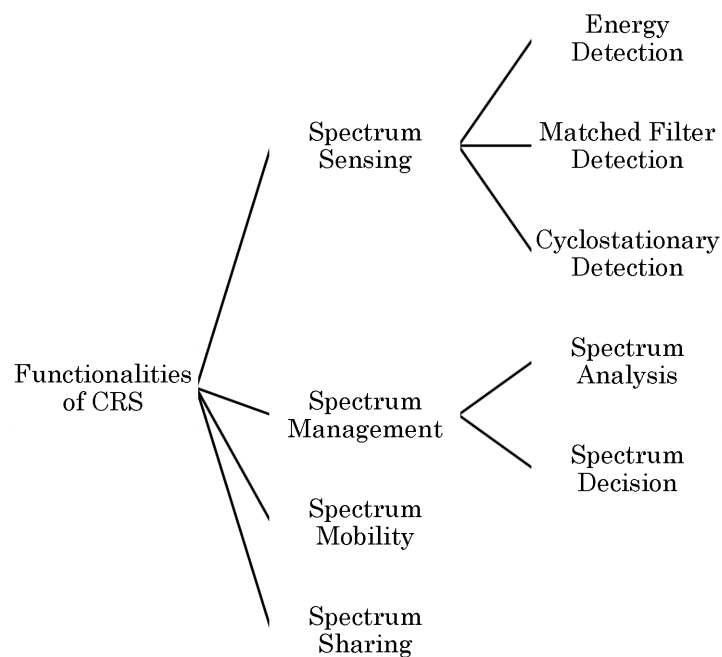 Functionalities
of CRS
Spectrum
Sensing
Energy
Detection
Matched Filter
Detection
Cyclostationary
Detection
Spectrum
Management
Spectrum
Analysis
Spectrum
Decision
Spectrum
Mobility
Spectrum
Sharing